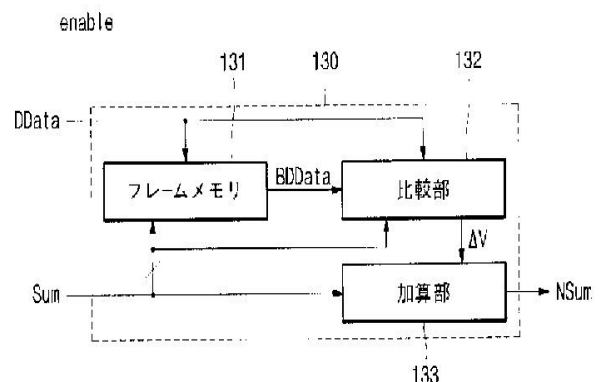 enable
131
130
132
DData
フレームメモリ
BDData
比較部
ΔV
Sum
加算部
NSum
133